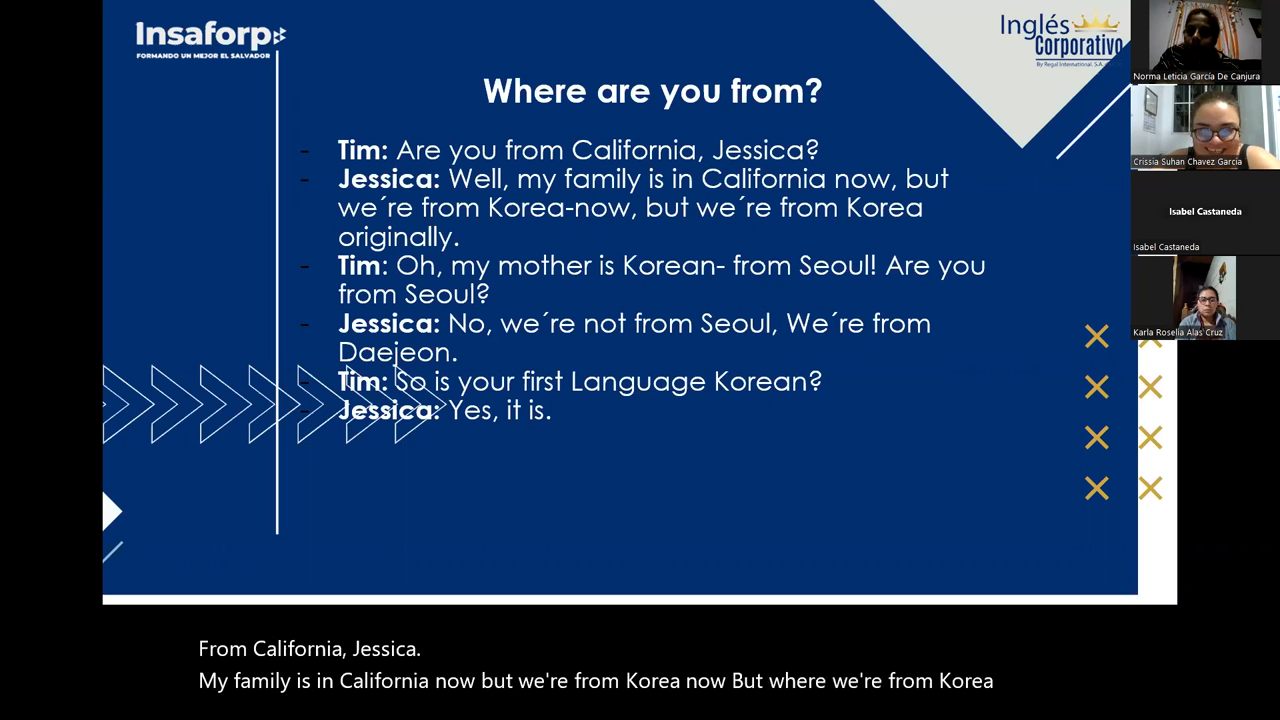 Insaforp
FORMANDO UN MEJOR EL SALVADOR
Inglés
Corporativo
By Regal International, S.A.
Where are you from?
- Tim: Are you from California, Jessica?
- Jessica: Well, my family is in California now, but
we´re from Korea-now, but we´re from Korea
originally.
- Tim: Oh, my mother is Korean- from Seoul! Are you
from Seoul?
- Jessica: No, we´re not from Seoul, We´re from
Daejeon.
- Tim: So is your first Language Korean?
- Jessica: Yes, it is.
Norma Leticia García De Canjura
Crissia Suhan Chavez García
Isabel Castaneda
Isabel Castaneda
Karla Roselia Alas Cruz
From California, Jessica.
My family is in California now but we're from Korea now But where we're from Korea